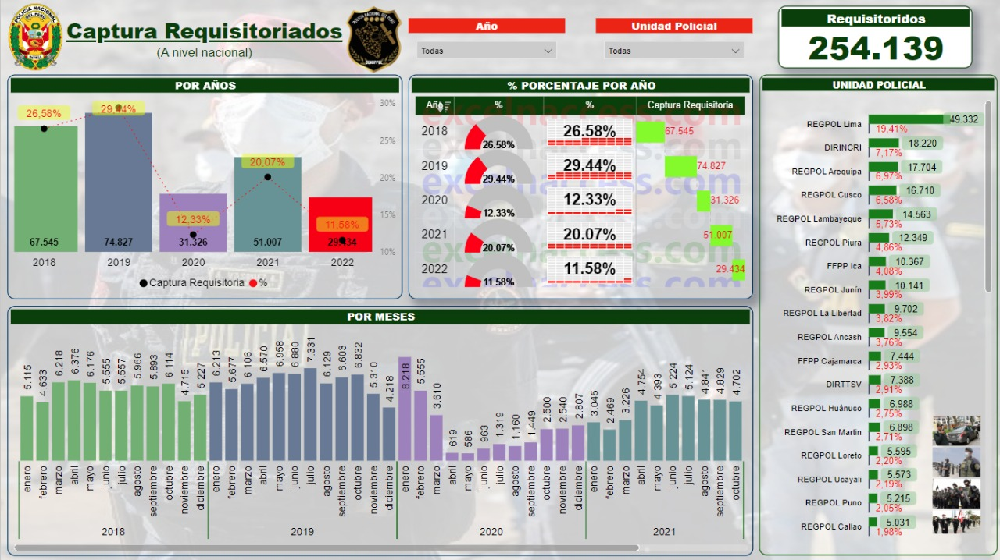 POLICÍA NACIONAL
DEL PERÚ
Captura Requisitoriados
(A nivel nacional)
Año
Todas
Unidad Policial
Todas
Requisitoridos
254.139
POR AÑOS
26,58%
29,44%
12,33%
20,07%
11,58%
30%
25%
20%
15%
10%
67.545
74.827
31.326
51.007
29.434
2018
2019
2020
2021
2022
Captura Requisitoria
%
% PORCENTAJE POR AÑO
Año % % Captura Requisitoria
2018 26.58% 26.58% 67.545
2019 29.44% 29.44% 74.827
2020 12.33% 12.33% 31.326
2021 20.07% 20.07% 51.007
2022 11.58% 11.58% 29.434
excelnaccess.com
UNIDAD POLICIAL
REGPOL Lima 49.332 19,41%
DIRINCRI 18.220 7,17%
REGPOL Arequipa 17.704 6,97%
REGPOL Cusco 16.710 6,58%
REGPOL Lambayeque 14.563 5,73%
REGPOL Piura 12.349 4,86%
FFPP Ica 10.367 4,08%
REGPOL Junín 10.141 3,99%
REGPOL La Libertad 9.702 3,82%
REGPOL Ancash 9.554 3,76%
FFPP Cajamarca 7.444 2,93%
DIRTTSV 7.388 2,91%
REGPOL Huánuco 6.988 2,75%
REGPOL San Martin 6.898 2,71%
REGPOL Loreto 5.595 2,20%
REGPOL Ucayali 5.573 2,19%
REGPOL Puno 5.215 2,05%
REGPOL Callao 5.031 1,98%
POR MESES
5.115 4.633 6.218 6.376 6.176 5.555 5.557 5.966 5.893 6.114 4.715 5.227
6.213 5.677 6.106 6.570 6.958 6.880 7.331 6.129 6.603 6.832 5.310 4.218
8.218 5.555 3.610 619 586 963 1.319 1.160 1.449 2.500 2.540 2.807
3.045 2.469 3.226 4.754 4.393 5.224 5.124 4.841 4.829 4.702
enero febrero marzo abril mayo junio julio agosto septiembre octubre noviembre diciembre
enero febrero marzo abril mayo junio julio agosto septiembre octubre noviembre diciembre
enero febrero marzo abril mayo junio julio agosto septiembre octubre noviembre diciembre
enero febrero marzo abril mayo junio julio agosto septiembre octubre
2018 2019 2020 2021
POLICIA